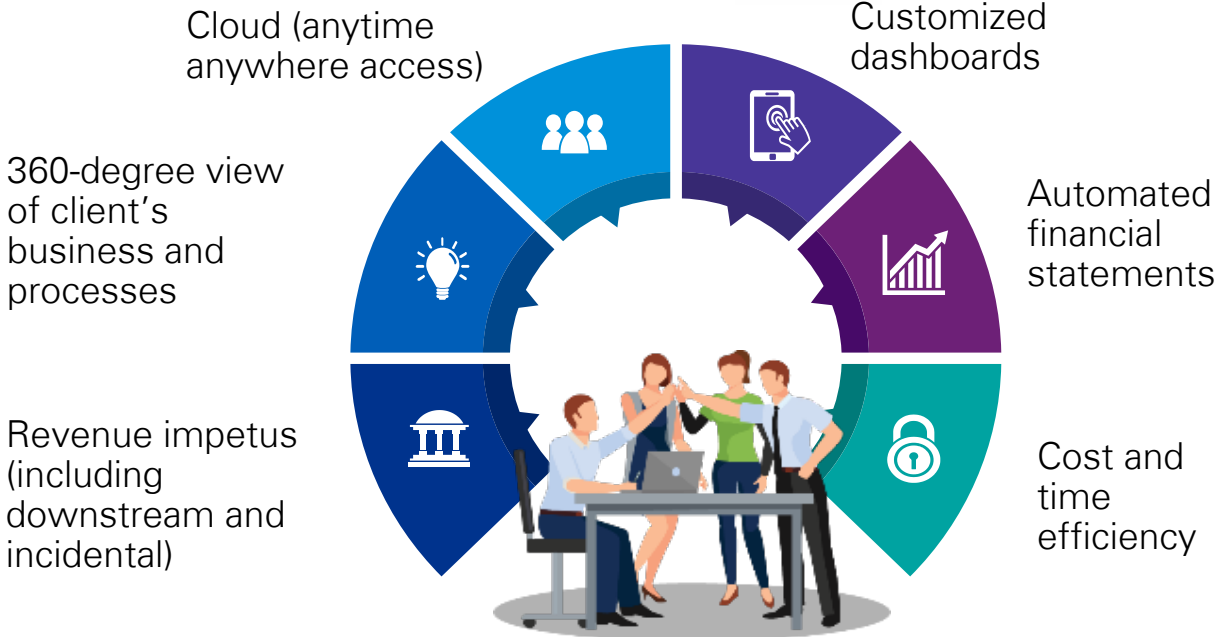 Cloud (anytime
anywhere access)
Customized
dashboards
360-degree view
of client’s
business and
processes
Automated
financial
statements
Revenue impetus
(including
downstream and
incidental)
Cost and
time
efficiency